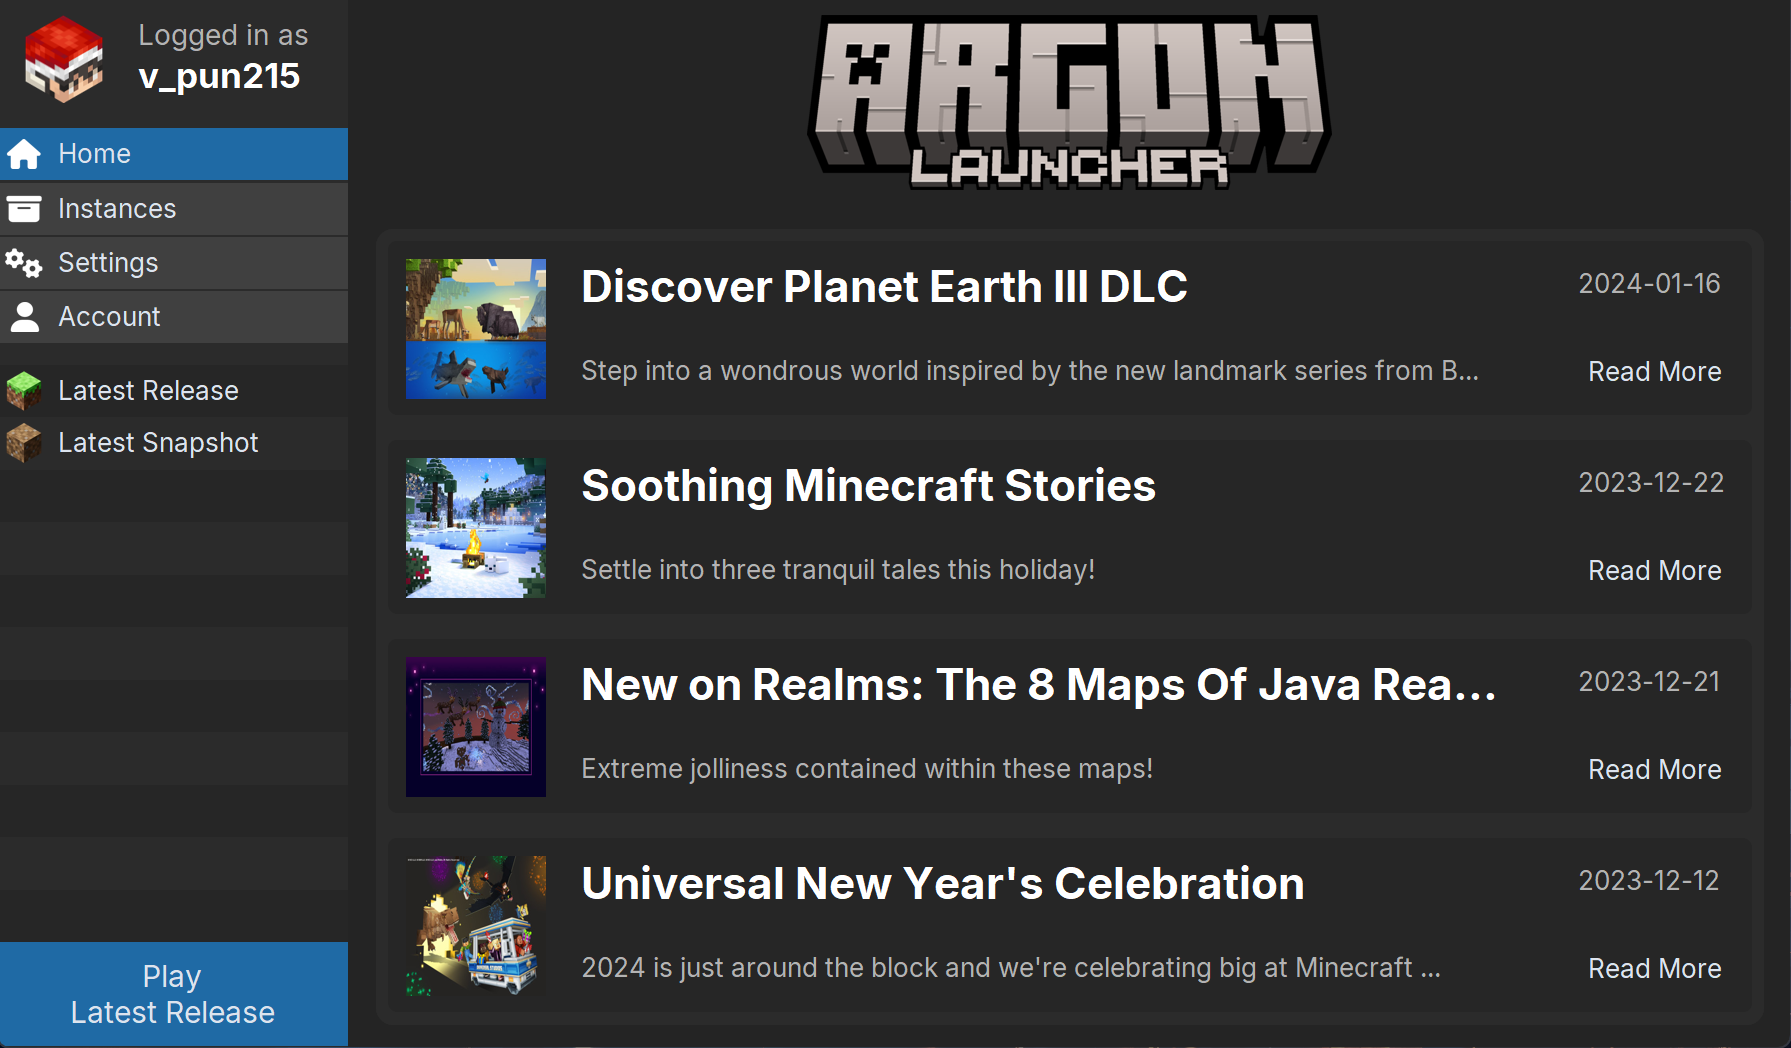 Logged in as
v_pun215
Home
Instances
Settings
Account
Latest Release
Latest Snapshot
Play
Latest Release
ARGON
LAUNCHER
Discover Planet Earth III DLC
2024-01-16
Step into a wondrous world inspired by the new landmark series from B...
Read More
Soothing Minecraft Stories
2023-12-22
Settle into three tranquil tales this holiday!
Read More
New on Realms: The 8 Maps Of Java Rea...
2023-12-21
Extreme jolliness contained within these maps!
Read More
Universal New Year's Celebration
2023-12-12
2024 is just around the block and we're celebrating big at Minecraft ...
Read More